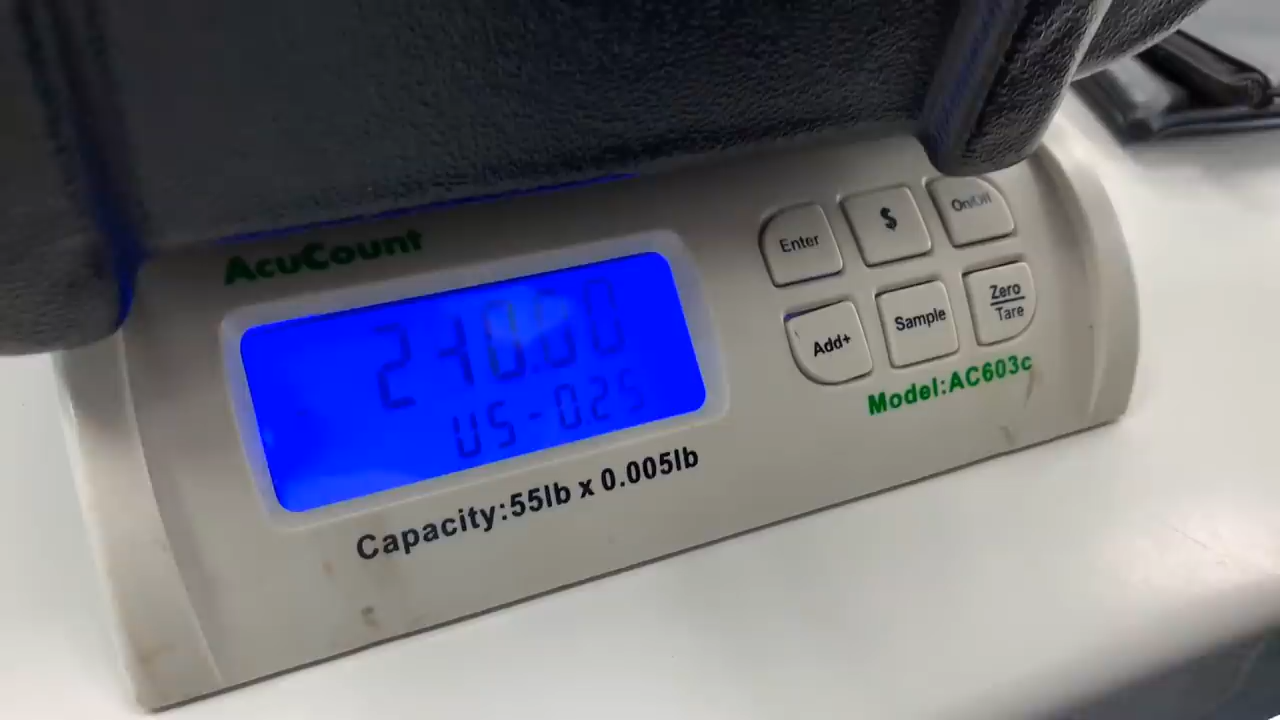 AcuCount
210.00
US-025
Capacity:55lb x 0.005lb
Enter
$
On/Off
Add+
Sample
Zero
Tare
Model:AC603c